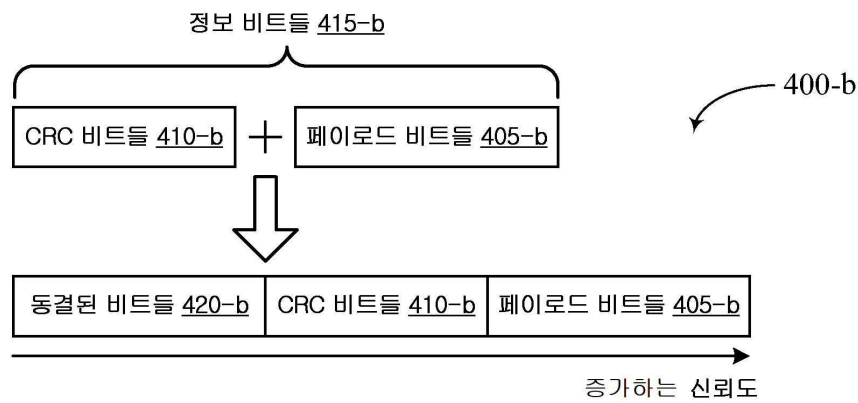 정보 비트들 415-b
400-b
CRC 비트들 410-b + 페이로드 비트들 405-b
동결된 비트들 420-b CRC 비트들 410-b 페이로드 비트들 405-b
증가하는 신뢰도